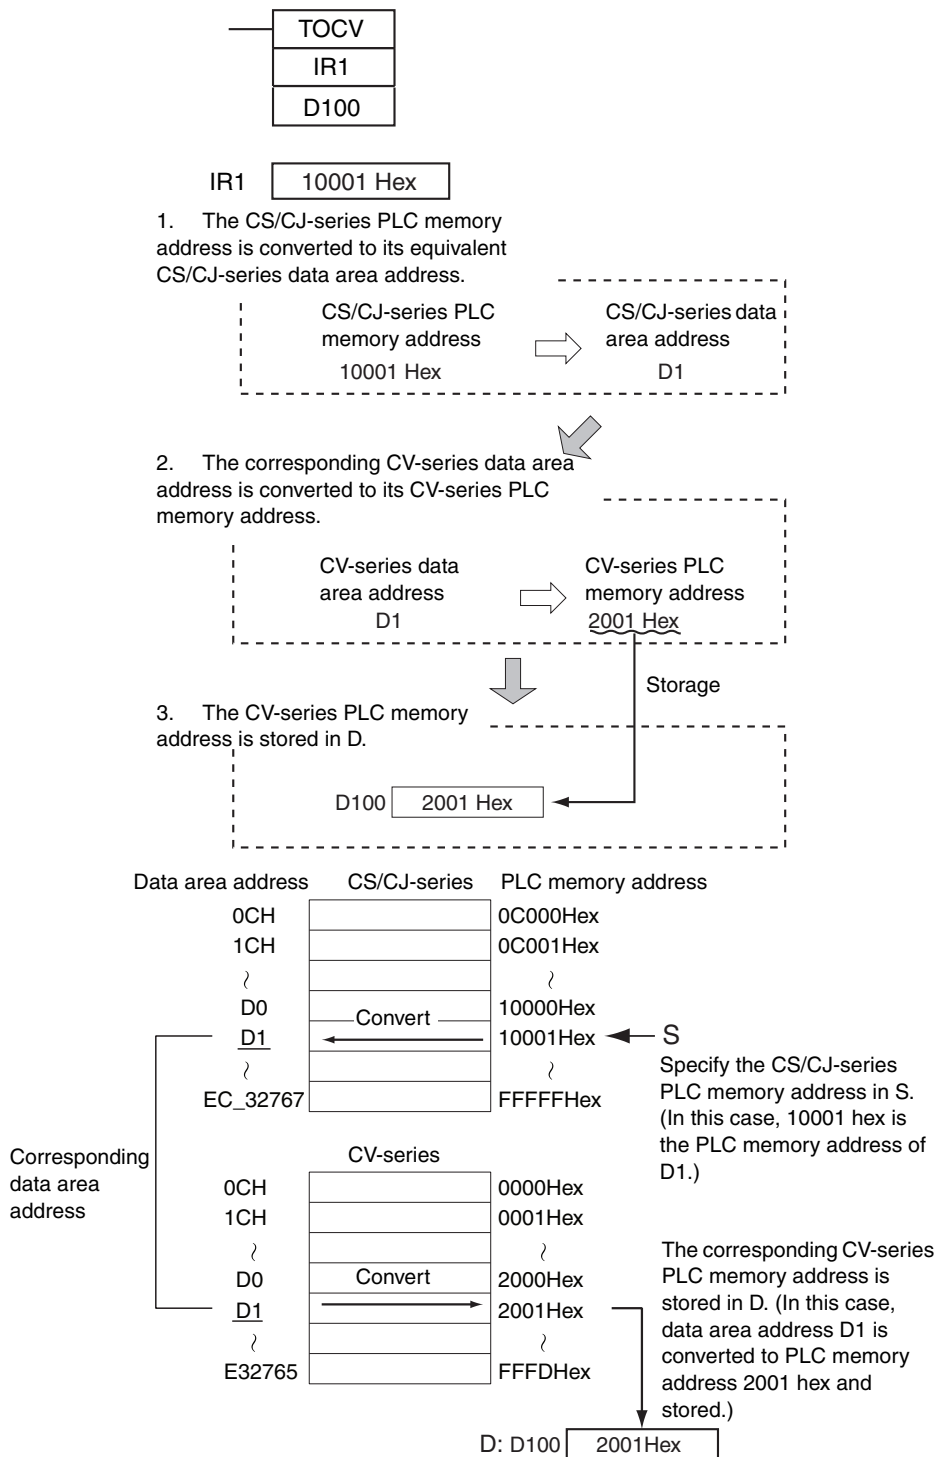 TOCV
IR1
D100
IR1 10001 Hex
1. The CS/CJ-series PLC memory
address is converted to its equivalent
CS/CJ-series data area address.
CS/CJ-series PLC
memory address
10001 Hex
CS/CJ-series data
area address
D1
2. The corresponding CV-series data area
address is converted to its CV-series PLC
memory address.
CV-series data
area address
D1
CV-series PLC
memory address
2001 Hex
Storage
3. The CV-series PLC memory
address is stored in D.
D100 2001 Hex
Data area address CS/CJ-series PLC memory address
0CH 0C000Hex
1CH 0C001Hex
~ ~
D0 10000Hex
Convert
D1 10001Hex S
~ ~
EC_32767 FFFFFHex
Specify the CS/CJ-series
PLC memory address in S.
(In this case, 10001 hex is
the PLC memory address of
D1.)
Corresponding
data area
address
CV-series
0CH 0000Hex
1CH 0001Hex
~ ~
D0 Convert 2000Hex
D1 2001Hex
~ ~
E32765 FFFDHex
The corresponding CV-series
PLC memory address is
stored in D. (In this case,
data area address D1 is
converted to PLC memory
address 2001 hex and
stored.)
D: D100 2001Hex